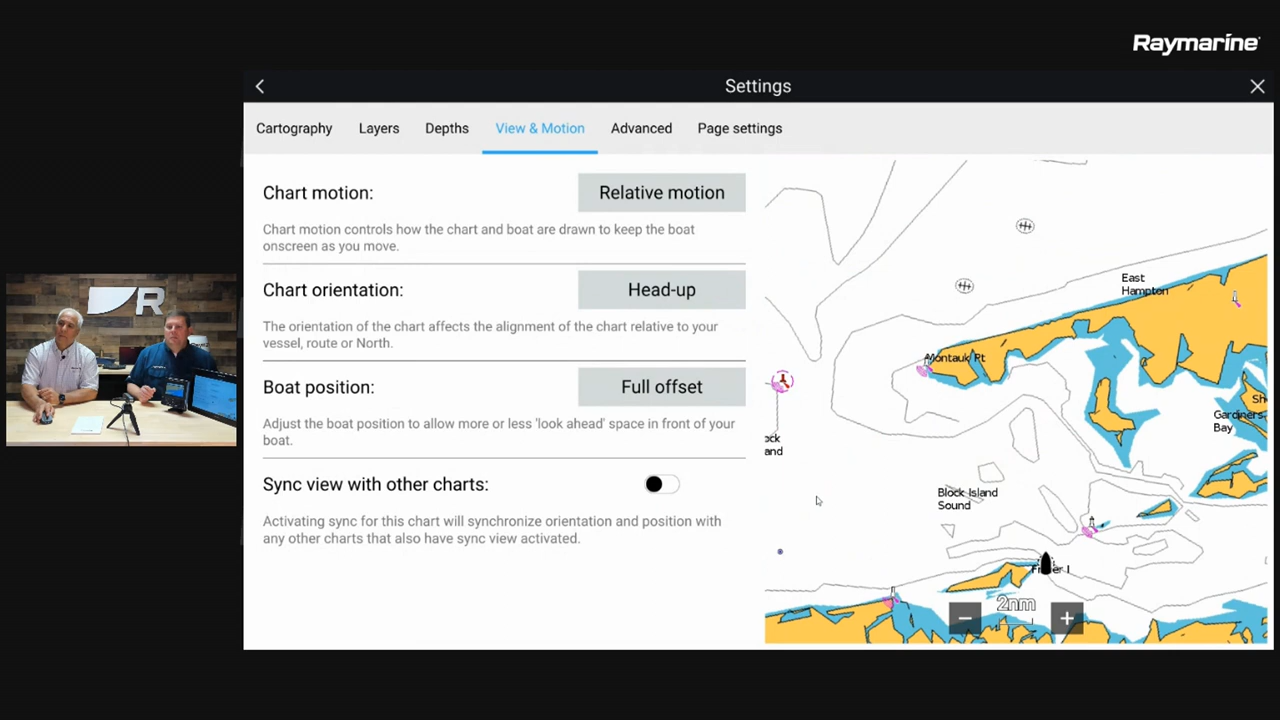 Raymarine
Settings
Cartography
Layers
Depths
View & Motion
Advanced
Page settings
Chart motion:
Relative motion
Chart motion controls how the chart and boat are drawn to keep the boat
onscreen as you move.
Chart orientation:
Head-up
The orientation of the chart affects the alignment of the chart relative to your
vessel, route or North.
Boat position:
Full offset
Adjust the boat position to allow more or less 'look ahead' space in front of your
boat.
Sync view with other charts:
Activating sync for this chart will synchronize orientation and position with
any other charts that also have sync view activated.
East
Hampton
Montauk Pt
Sh
Gardiners
Bay
ock
and
Block Island
Sound
2nm
R